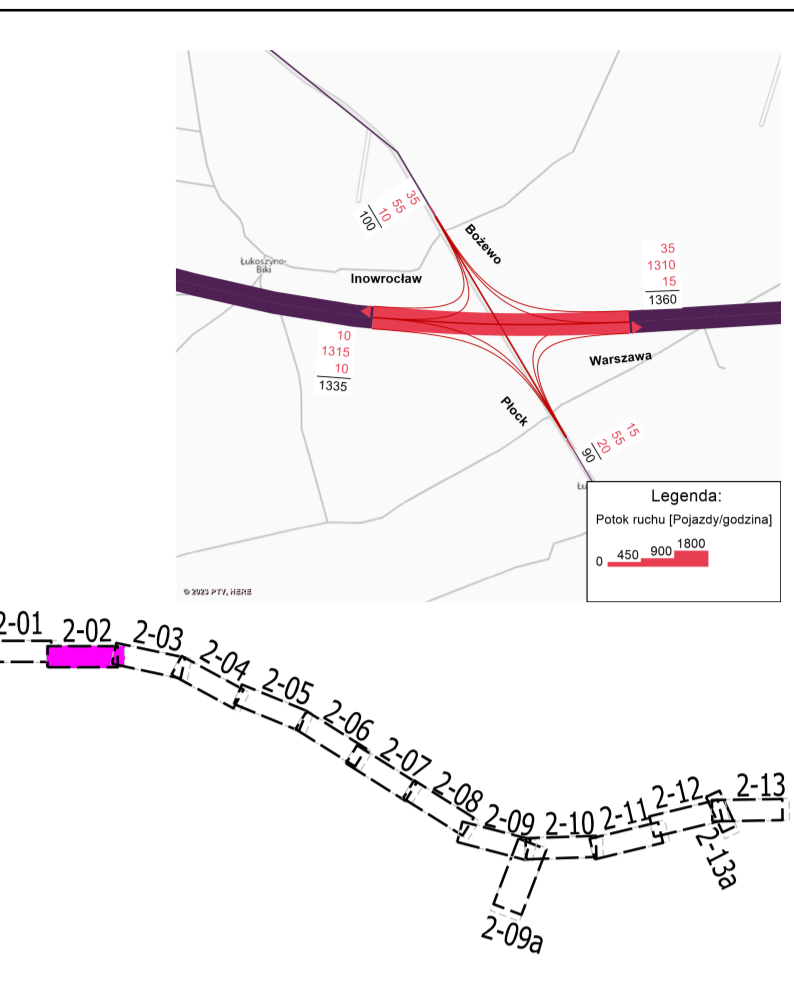 35
55
10
100
Bożewo
35
1310
15
1360
Łukoszyno-
Biki
Inowrocław
10
1315
10
1335
Warszawa
Płock
15
55
20
90
Łu
Legenda:
Potok ruchu [Pojazdy/godzina]
0 450 900 1800
© 2023 PTV, HERE
2-01
2-02
2-03
2-04
2-05
2-06
2-07
2-08
2-09
2-10
2-11
2-12
2-13
2-13a
2-09a